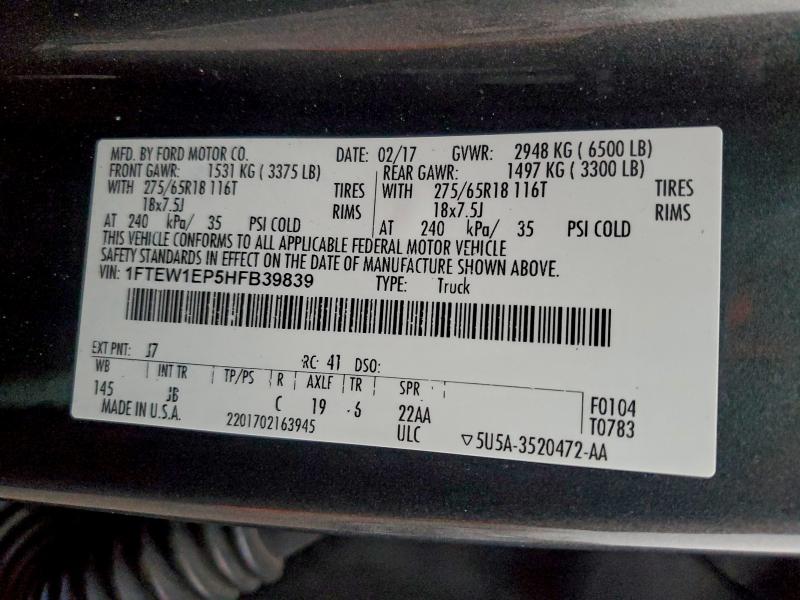 MFD. BY FORD MOTOR CO. DATE: 02/17 GVWR: 2948 KG ( 6500 LB)
FRONT GAWR: 1531 KG ( 3375 LB) REAR GAWR: 1497 KG ( 3300 LB)
WITH 275/65R18 116T TIRES WITH 275/65R18 116T TIRES
18x7.5J RIMS 18x7.5J RIMS
AT 240 kPa/ 35 PSI COLD AT 240 kPa/ 35 PSI COLD
THIS VEHICLE CONFORMS TO ALL APPLICABLE FEDERAL MOTOR VEHICLE
SAFETY STANDARDS IN EFFECT ON THE DATE OF MANUFACTURE SHOWN ABOVE.
VIN: 1FTEW1EP5HFB39839 TYPE: Truck
EXT PNT: J7 RC: 41 DSO:
WB INT TR TP/PS R AXLE TR SPR
145 JB C 19 6 22AA F0104
MADE IN U.S.A. 2201702163945 ULC T0783
▽5U5A-3520472-AA